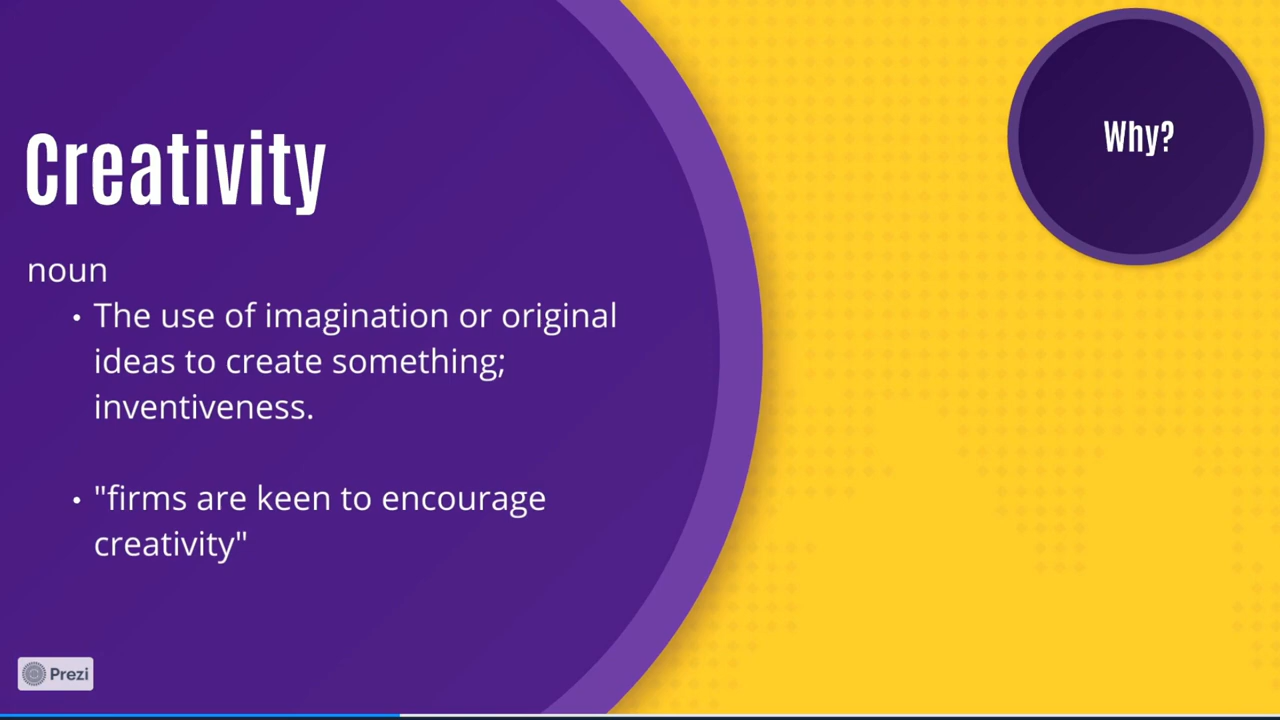 Creativity
noun
• The use of imagination or original
ideas to create something;
inventiveness.
• "firms are keen to encourage
creativity"
Why?
Prezi